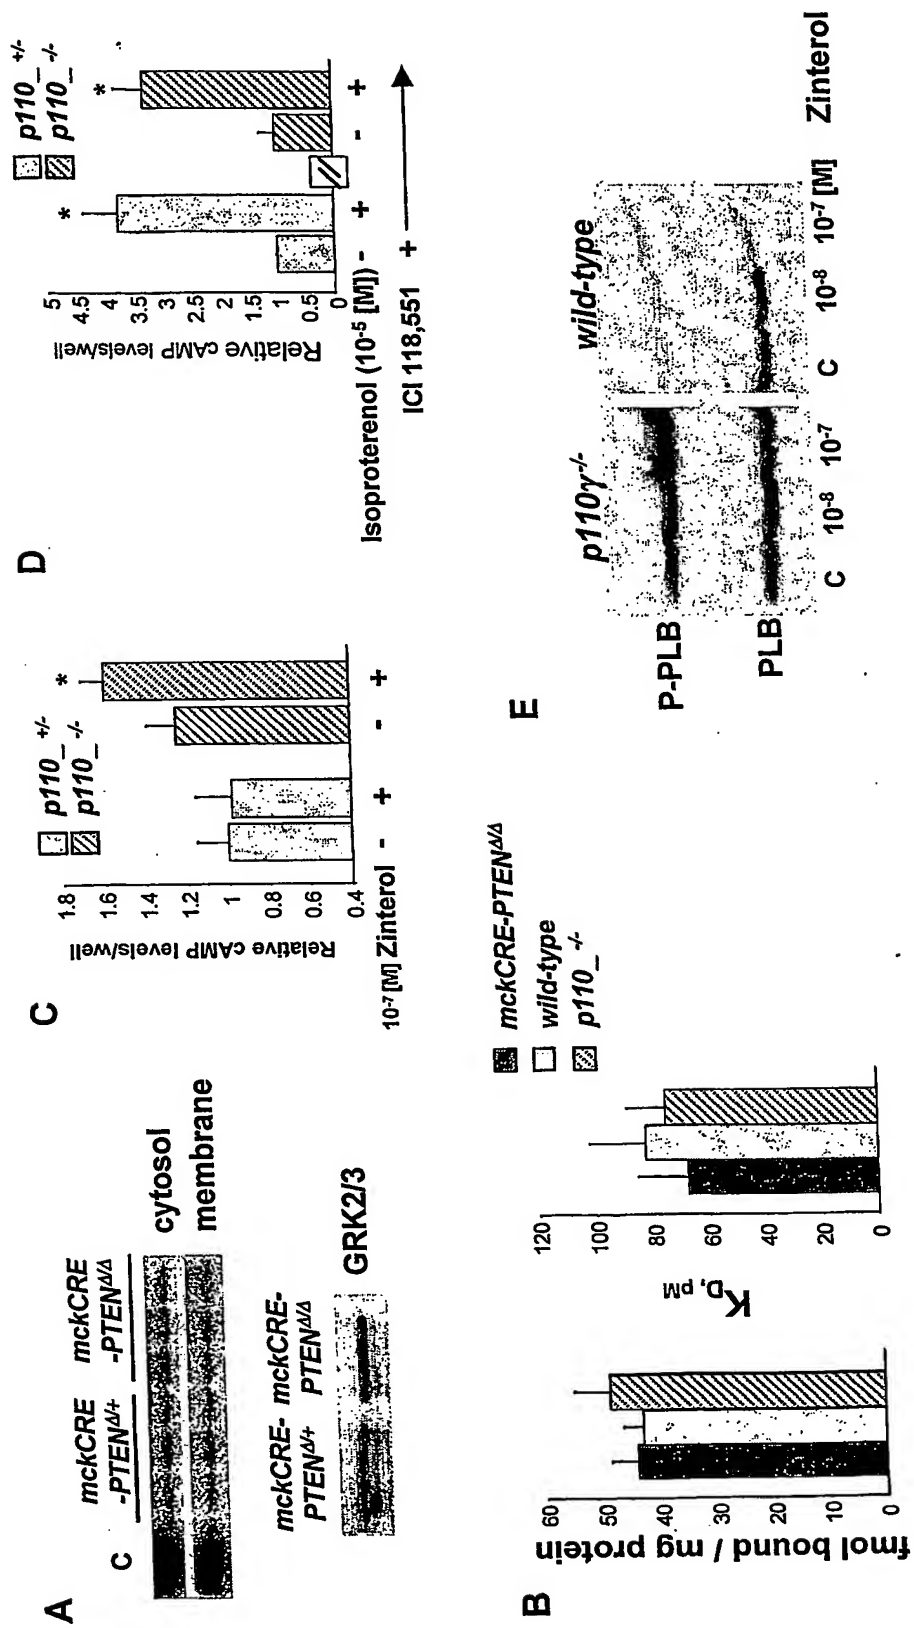 A
mckCRE mckCRE
-PTENΔ/+ -PTENΔ/Δ
C
cytosol
membrane
mckCRE- mckCRE-
PTENΔ/+ PTENΔ/Δ
GRK2/3
B
fmol bound / mg protein
60
50
40
30
20
10
0
KD, pM
120
100
80
60
40
20
0
mckCRE-PTENΔ/Δ
wild-type
p110_-/-
C
p110_+/-
p110_-/-
Relative cAMP levels/well
1.8
1.6
1.4
1.2
1
0.8
0.6
0.4
*
10-7 [M] Zinterol - + - +
D
p110_+/-
p110_-/-
Relative cAMP levels/well
5
4.5
4
3.5
3
2.5
2
1.5
1
0.5
0
* *
Isoproterenol (10-5 [M]) - + - +
ICI 118,551 +
E
p110γ-/- wild-type
P-PLB
PLB
C 10-8 10-7 C 10-8 10-7 [M] Zinterol